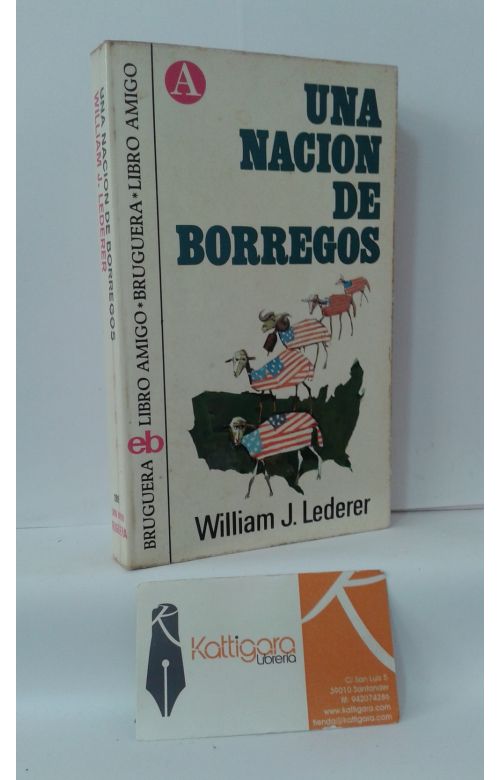 A
UNA
NACION
DE
BORREGOS
William J. Lederer
BRUGUERA eb LIBRO AMIGO*BRUGUERA*LIBRO AMIGO
UNA NACION DE BORREGOS
WILLIAM J. LEDERER
Kattigara
Librería
C/ San Luis 5
39010 Santander
M: 942074286
www.kattigara.com
tienda@kattigara.com